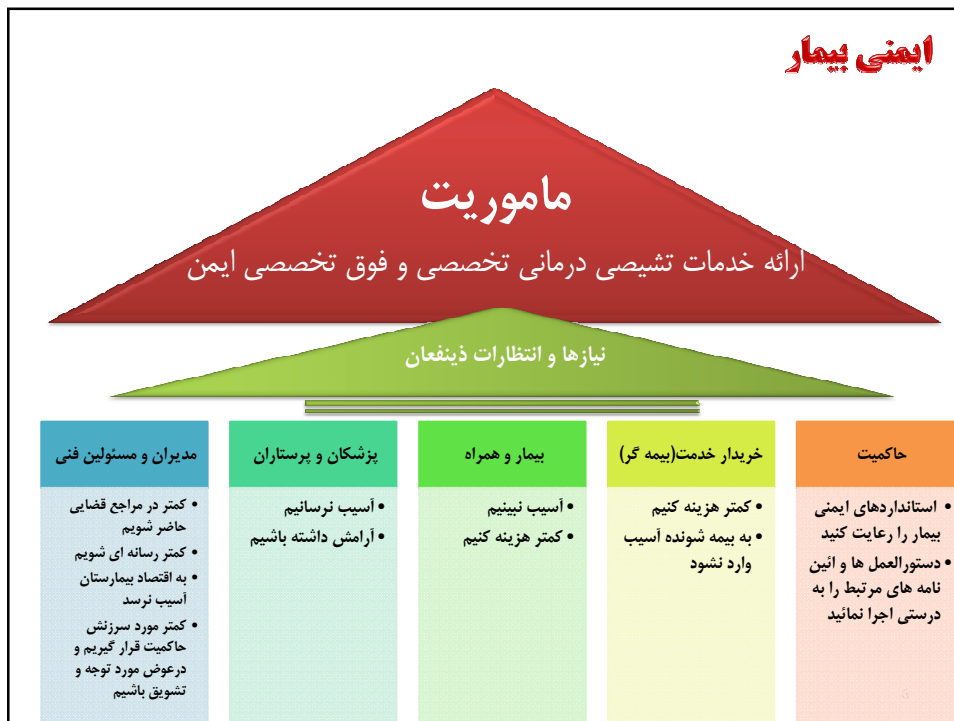 ایمنی بیمار
ماموریت
ارائه خدمات تشیصی درمانی تخصصی و فوق تخصصی ایمن
نیازها و انتظارات ذینفعان
حاکمیت
• استانداردهای ایمنی
بیمار را رعایت کنید
• دستورالعمل ها و ائین
نامه های مرتبط را به
درستی اجرا نمائید
خریدار خدمت(بیمه گر)
• کمتر هزینه کنیم
• به بیمه شونده آسیب
وارد نشود
بیمار و همراه
• آسیب نبینیم
• کمتر هزینه کنیم
پزشکان و پرستاران
• آسیب نرسانیم
• آرامش داشته باشیم
مدیران و مسئولین فنی
• کمتر در مراجع قضایی
حاضر شویم
• کمتر رسانه ای شویم
• به اقتصاد بیمارستان
آسیب نرسد
• کمتر مورد سرزنش
حاکمیت قرار گیریم و
درعوض مورد توجه و
تشویق باشیم